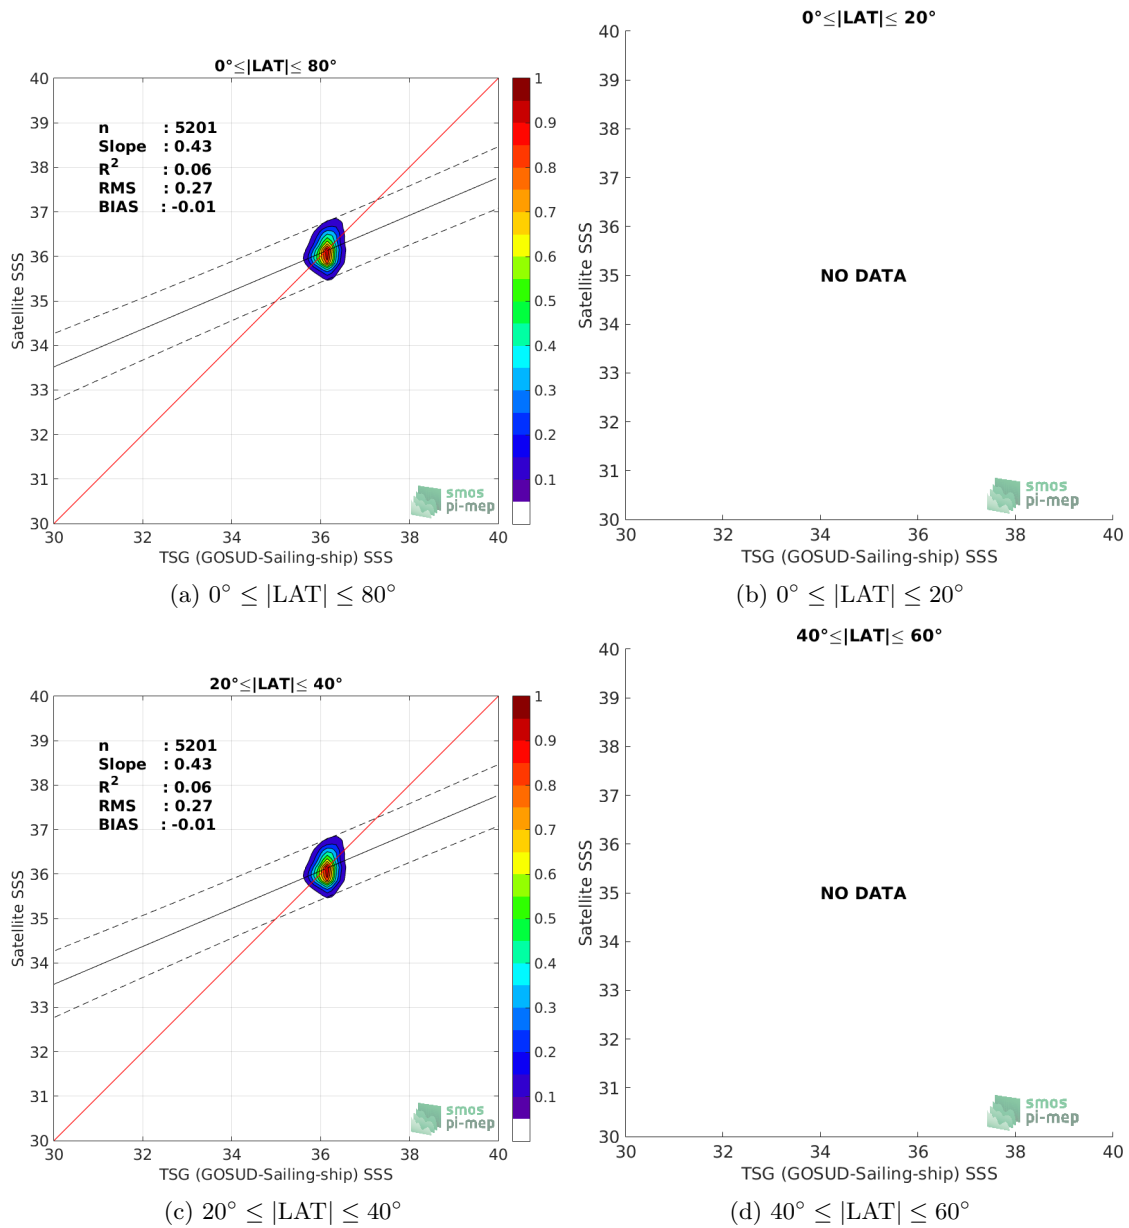 0°≤|LAT|≤ 80°
40
39
38
37
36
35
34
33
32
31
30
Satellite SSS
n : 5201
Slope : 0.43
R² : 0.06
RMS : 0.27
BIAS : -0.01
smos
pi-mep
30 32 34 36 38 40
TSG (GOSUD-Sailing-ship) SSS
1
0.9
0.8
0.7
0.6
0.5
0.4
0.3
0.2
0.1
(a) 0° ≤ |LAT| ≤ 80°
0°≤|LAT|≤ 20°
40
39
38
37
36
35
34
33
32
31
30
Satellite SSS
NO DATA
smos
pi-mep
30 32 34 36 38 40
TSG (GOSUD-Sailing-ship) SSS
(b) 0° ≤ |LAT| ≤ 20°
20°≤|LAT|≤ 40°
40
39
38
37
36
35
34
33
32
31
30
Satellite SSS
n : 5201
Slope : 0.43
R² : 0.06
RMS : 0.27
BIAS : -0.01
smos
pi-mep
30 32 34 36 38 40
TSG (GOSUD-Sailing-ship) SSS
1
0.9
0.8
0.7
0.6
0.5
0.4
0.3
0.2
0.1
(c) 20° ≤ |LAT| ≤ 40°
40°≤|LAT|≤ 60°
40
39
38
37
36
35
34
33
32
31
30
Satellite SSS
NO DATA
smos
pi-mep
30 32 34 36 38 40
TSG (GOSUD-Sailing-ship) SSS
(d) 40° ≤ |LAT| ≤ 60°